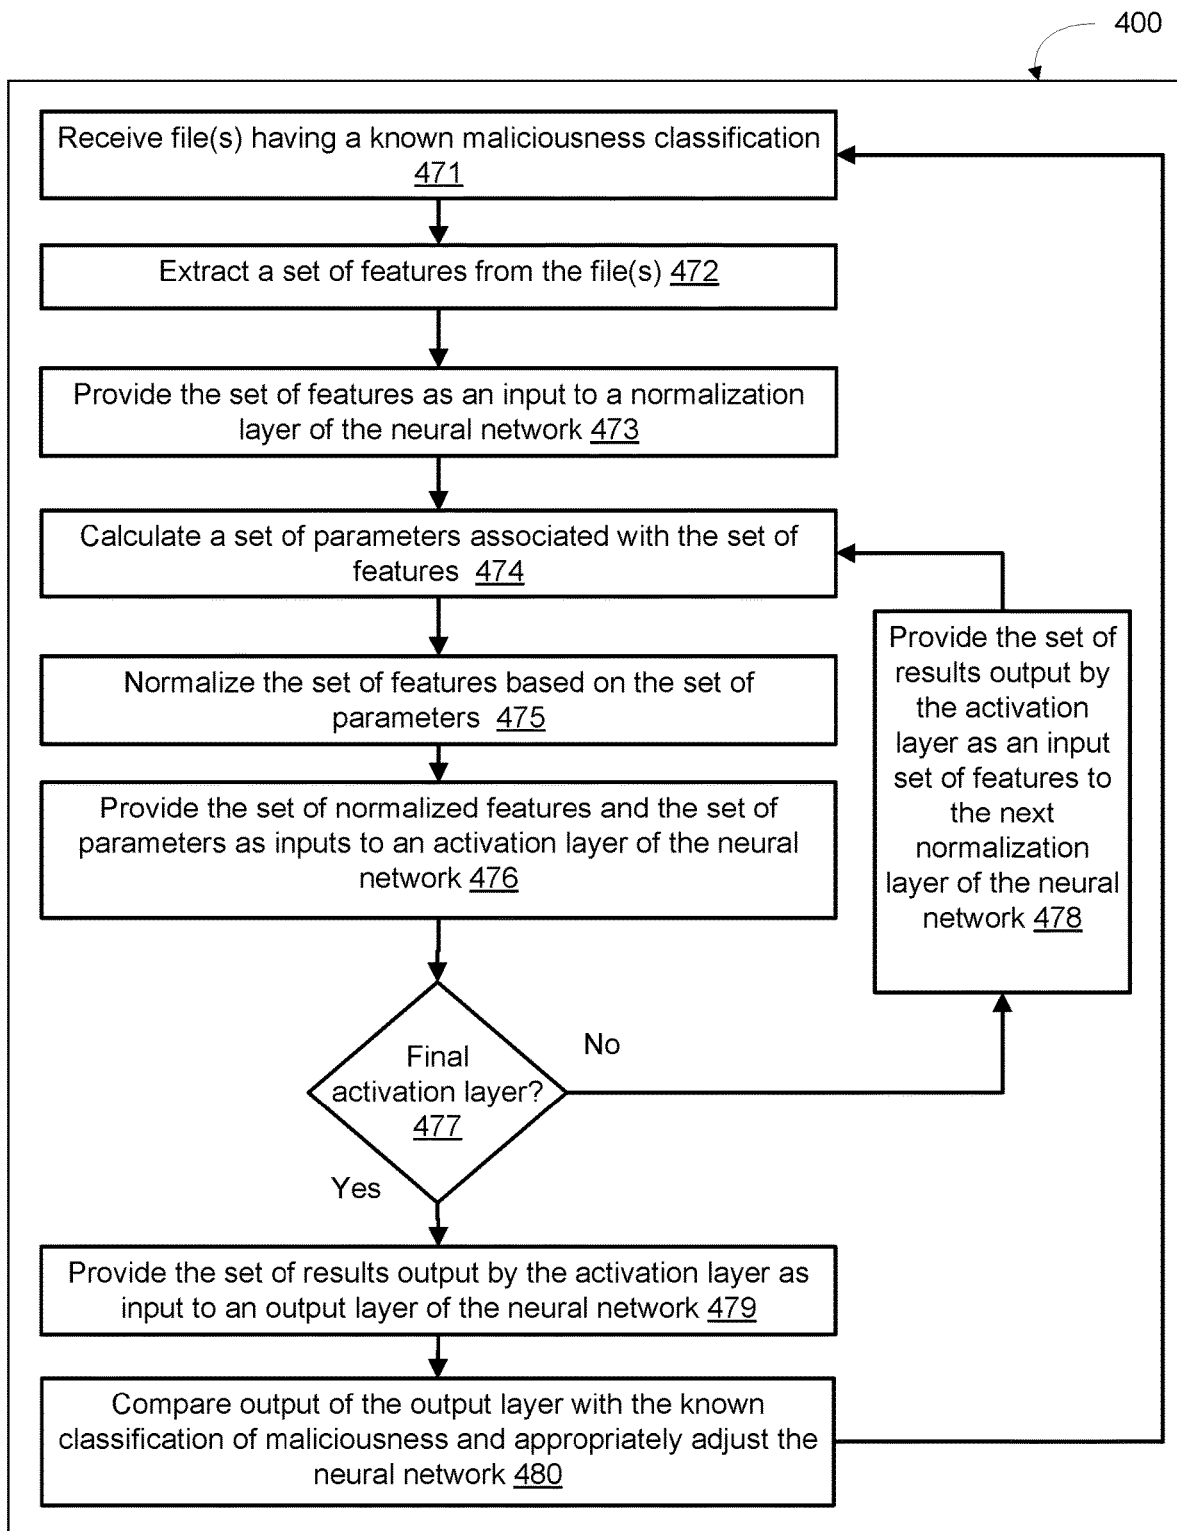 400
Receive file(s) having a known maliciousness classification
471
Extract a set of features from the file(s) 472
Provide the set of features as an input to a normalization
layer of the neural network 473
Calculate a set of parameters associated with the set of
features 474
Normalize the set of features based on the set of
parameters 475
Provide the set of normalized features and the set of
parameters as inputs to an activation layer of the neural
network 476
Provide the set of
results output by
the activation
layer as an input
set of features to
the next
normalization
layer of the neural
network 478
Final
activation layer?
477
No
Yes
Provide the set of results output by the activation layer as
input to an output layer of the neural network 479
Compare output of the output layer with the known
classification of maliciousness and appropriately adjust the
neural network 480